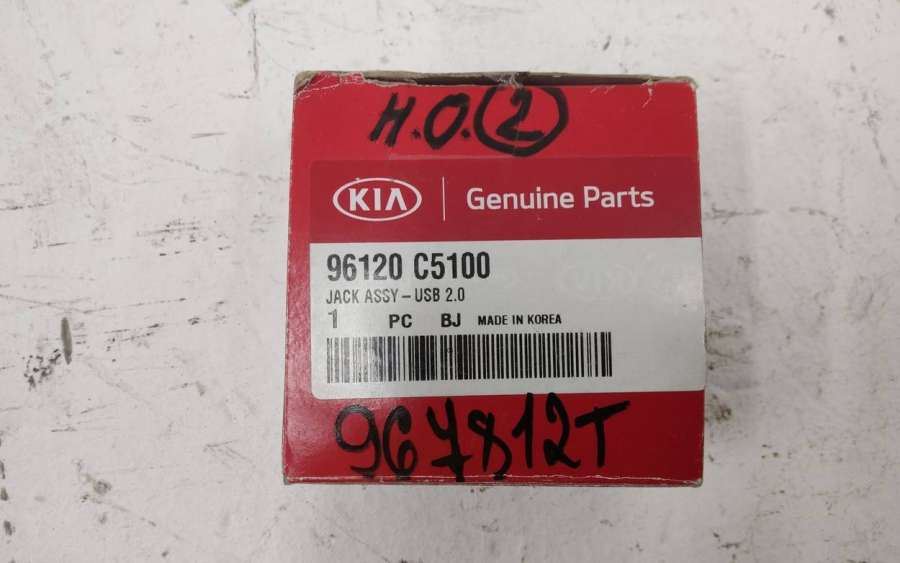 H.O. 2
KIA Genuine Parts
96120 C5100
JACK ASSY – USB 2.0
1 PC BJ MADE IN KOREA
967812T